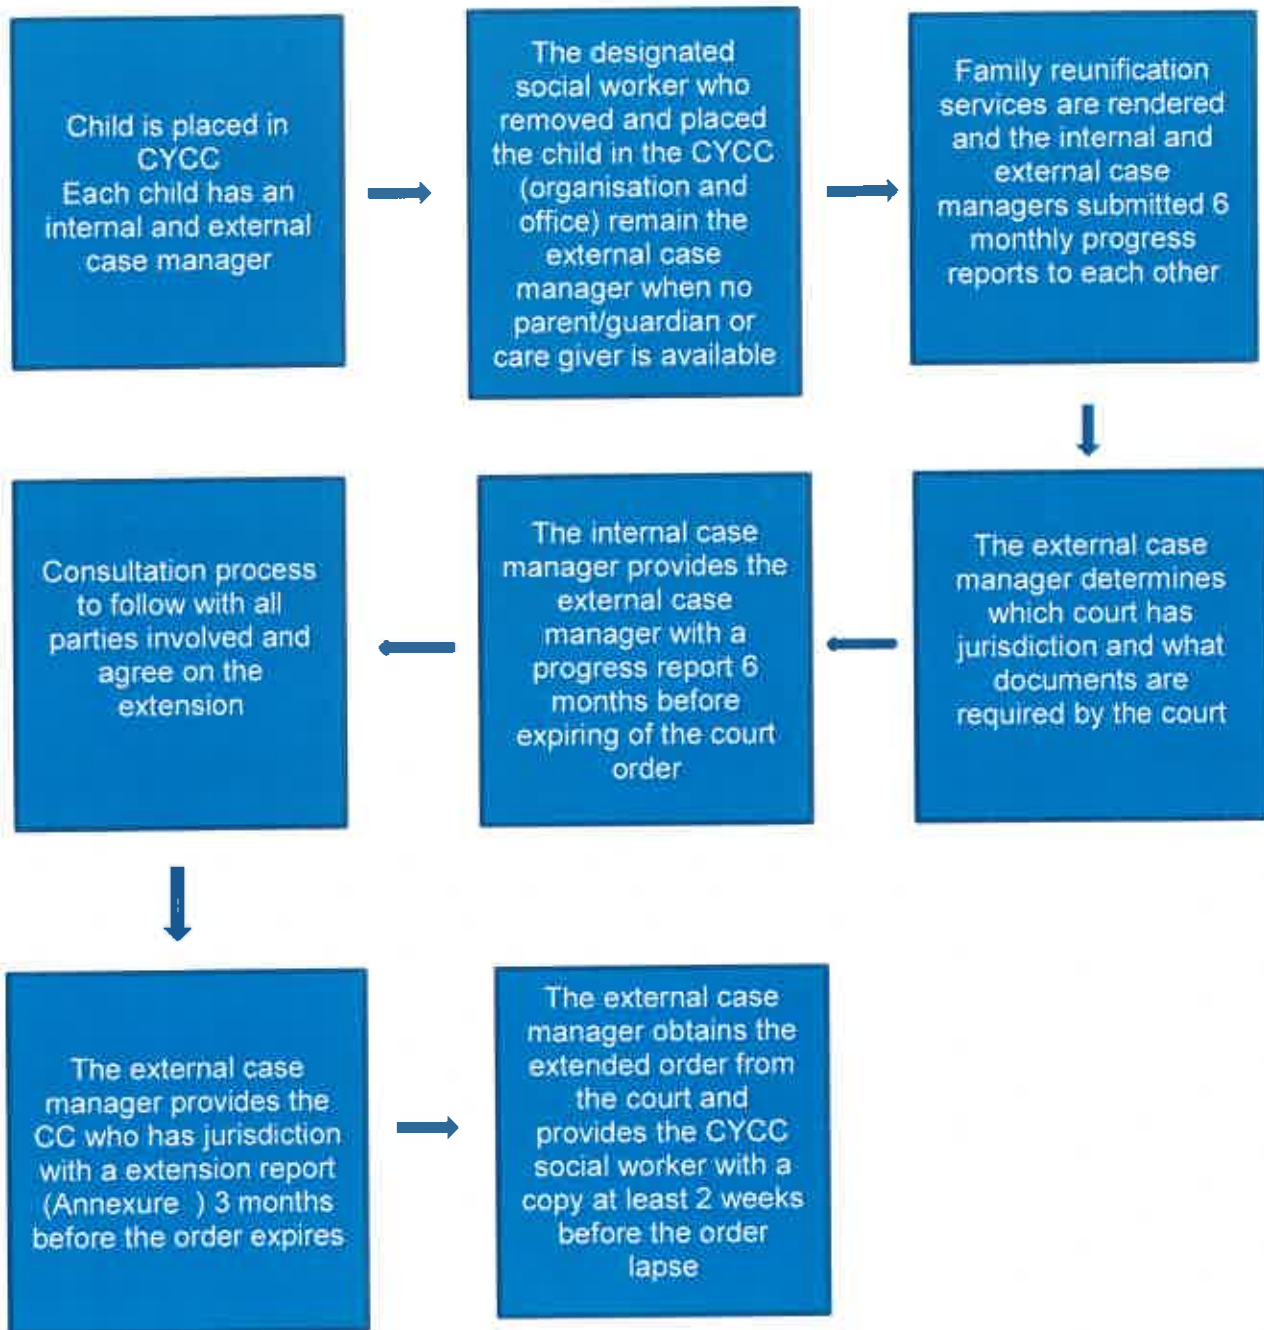 Child is placed in
CYCC
Each child has an
internal and external
case manager
The designated
social worker who
removed and placed
the child in the CYCC
(organisation and
office) remain the
external case
manager when no
parent/guardian or
care giver is available
Family reunification
services are rendered
and the internal and
external case
managers submitted 6
monthly progress
reports to each other
The external case
manager determines
which court has
jurisdiction and what
documents are
required by the court
The internal case
manager provides the
external case
manager with a
progress report 6
months before
expiring of the court
order
Consultation process
to follow with all
parties involved and
agree on the
extension
The external case
manager provides the
CC who has jurisdiction
with a extension report
(Annexure  ) 3 months
before the order expires
The external case
manager obtains the
extended order from
the court and
provides the CYCC
social worker with a
copy at least 2 weeks
before the order
lapse